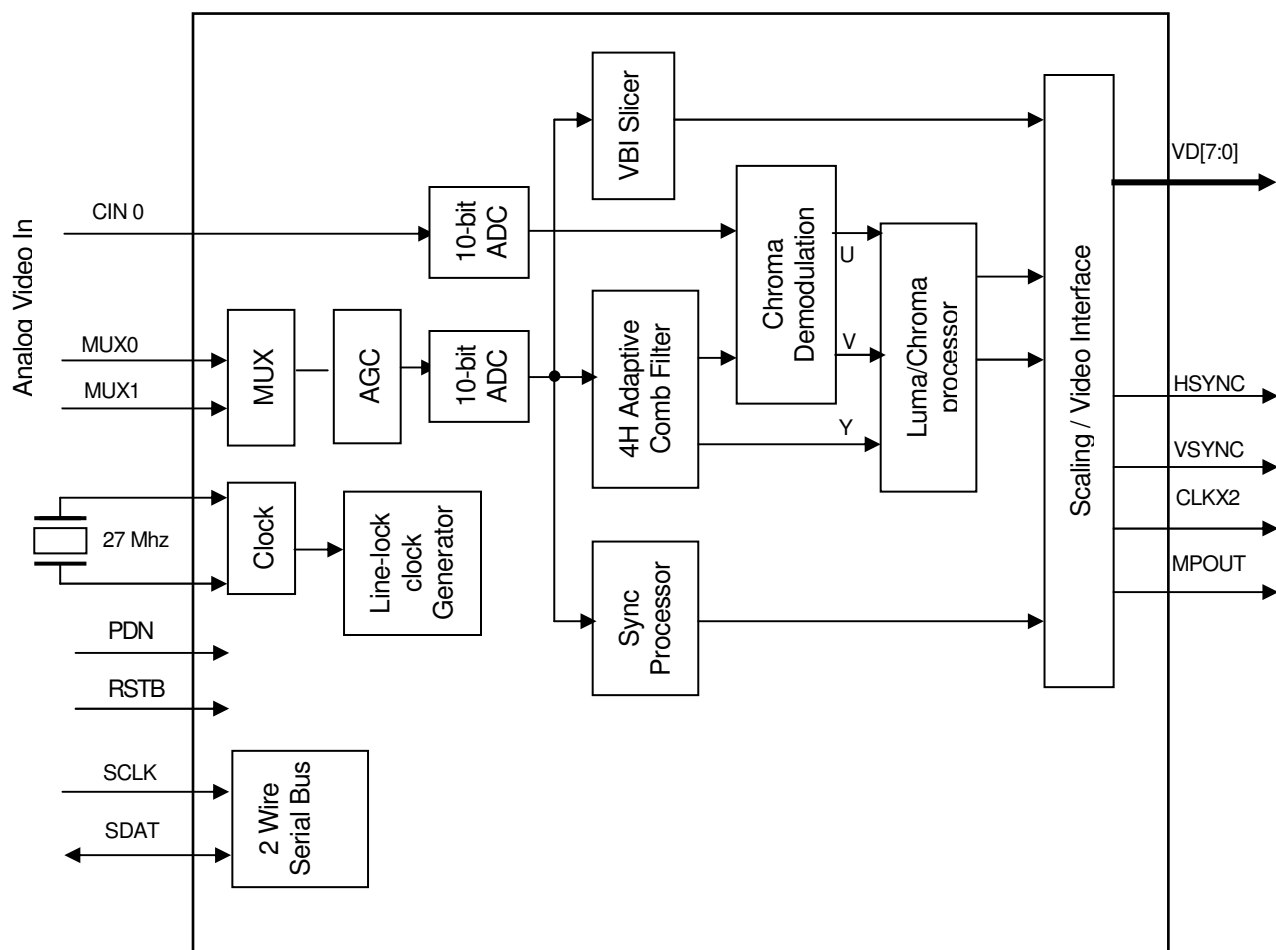 Analog Video In
CIN 0
MUX0
MUX1
27 Mhz
PDN
RSTB
SCLK
SDAT
MUX
AGC
10-bit
ADC
10-bit
ADC
Clock
Line-lock
clock
Generator
2 Wire
Serial Bus
VBI Slicer
4H Adaptive
Comb Filter
Sync
Processor
Chroma
Demodulation
U
V
Y
Luma/Chroma
processor
Scaling / Video Interface
VD[7:0]
HSYNC
VSYNC
CLKX2
MPOUT